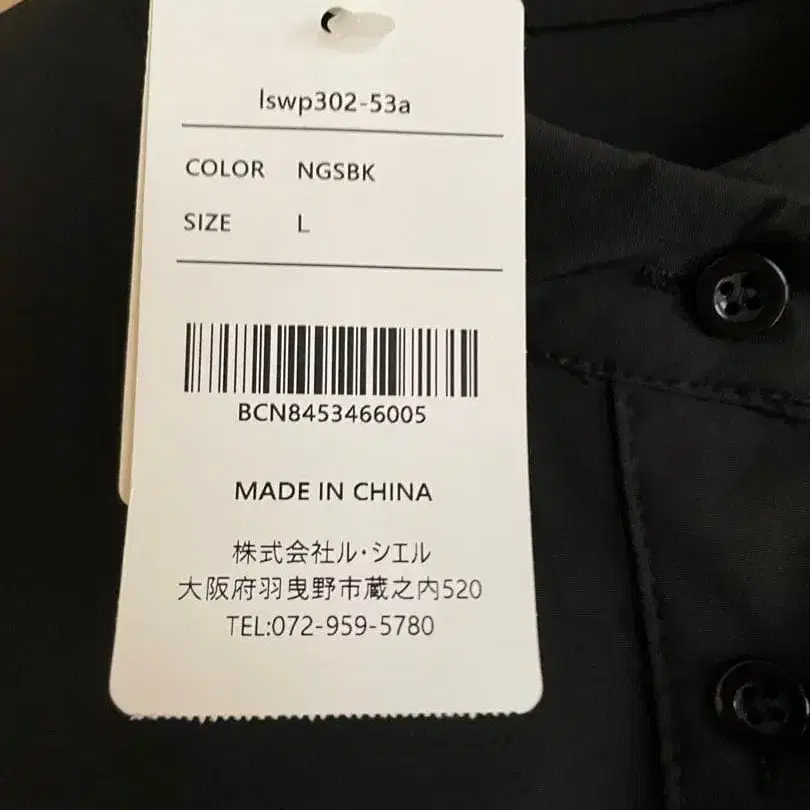 lswp302-53a
COLOR NGSBK
SIZE L
BCN8453466005
MADE IN CHINA
株式会社ル・シエル
大阪府羽曳野市蔵之内520
TEL:072-959-5780